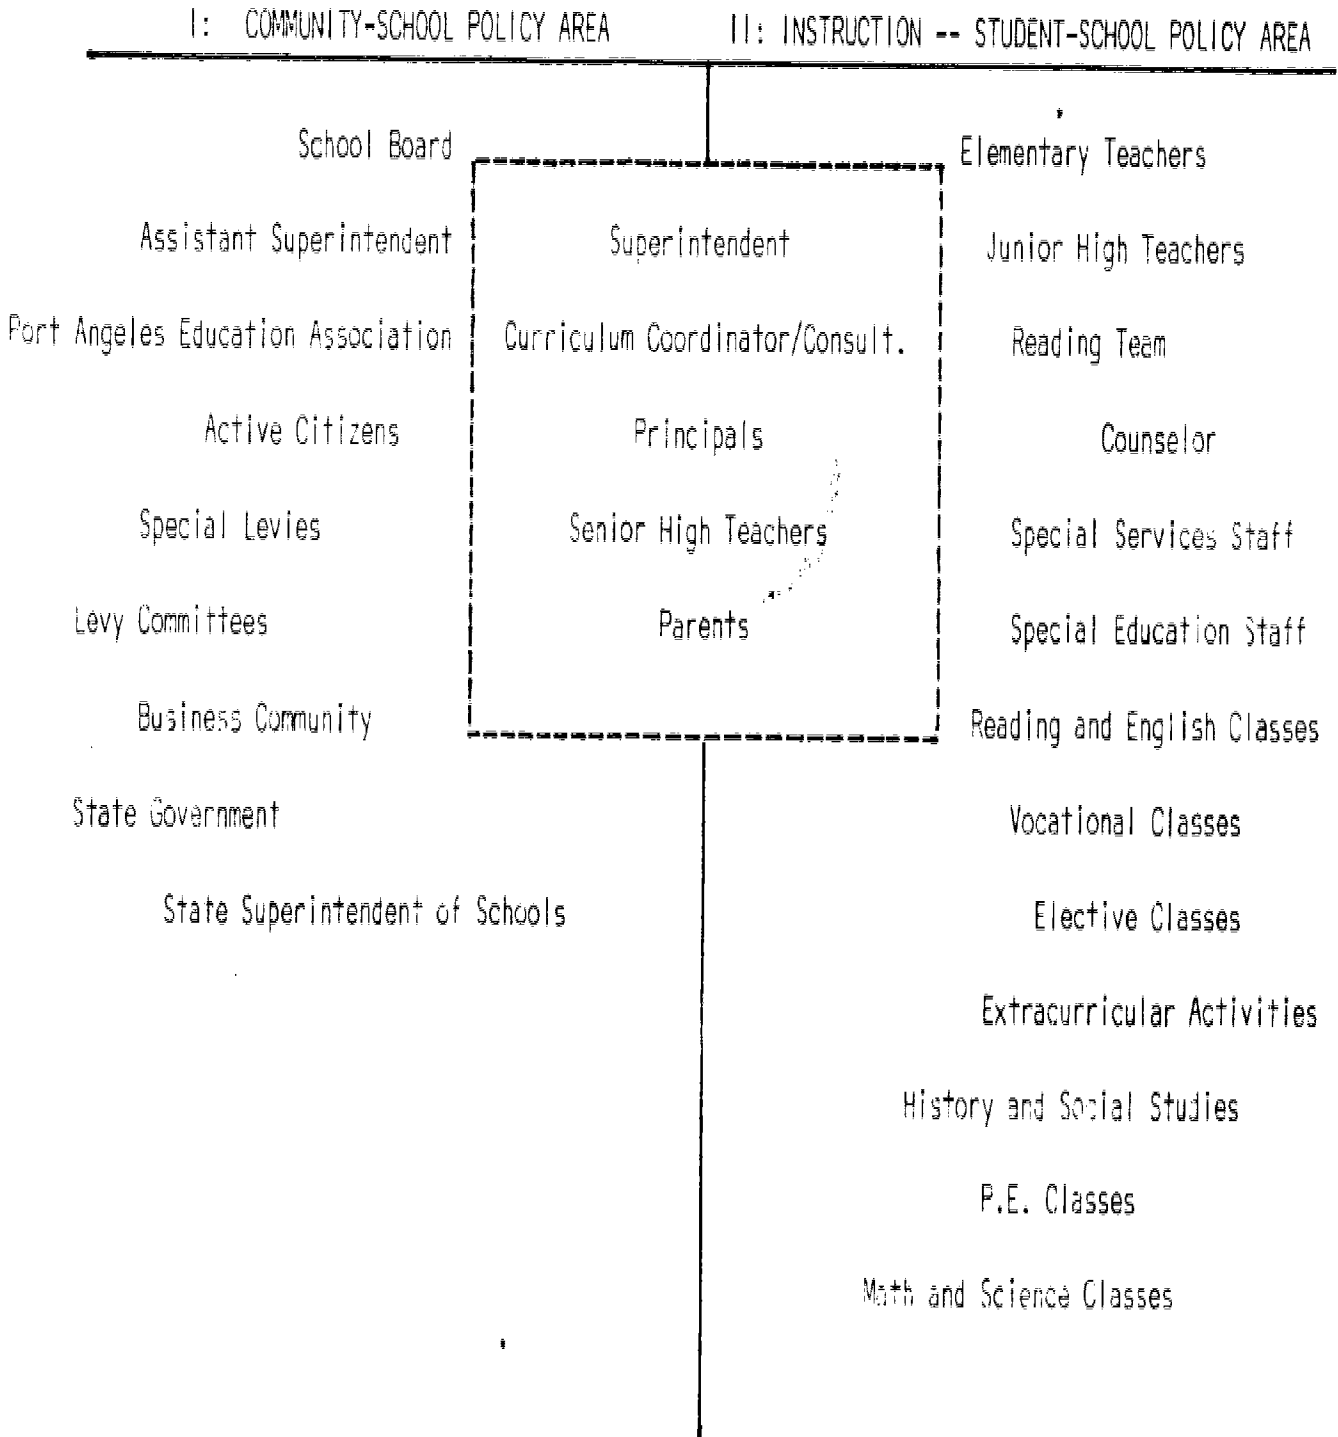 I: COMMUNITY-SCHOOL POLICY AREA
II: INSTRUCTION -- STUDENT-SCHOOL POLICY AREA
School Board
Assistant Superintendent
Port Angeles Education Association
Active Citizens
Special Levies
Levy Committees
Business Community
State Government
State Superintendent of Schools
Superintendent
Curriculum Coordinator/Consult.
Principals
Senior High Teachers
Parents
Elementary Teachers
Junior High Teachers
Reading Team
Counselor
Special Services Staff
Special Education Staff
Reading and English Classes
Vocational Classes
Elective Classes
Extracurricular Activities
History and Social Studies
P.E. Classes
Math and Science Classes